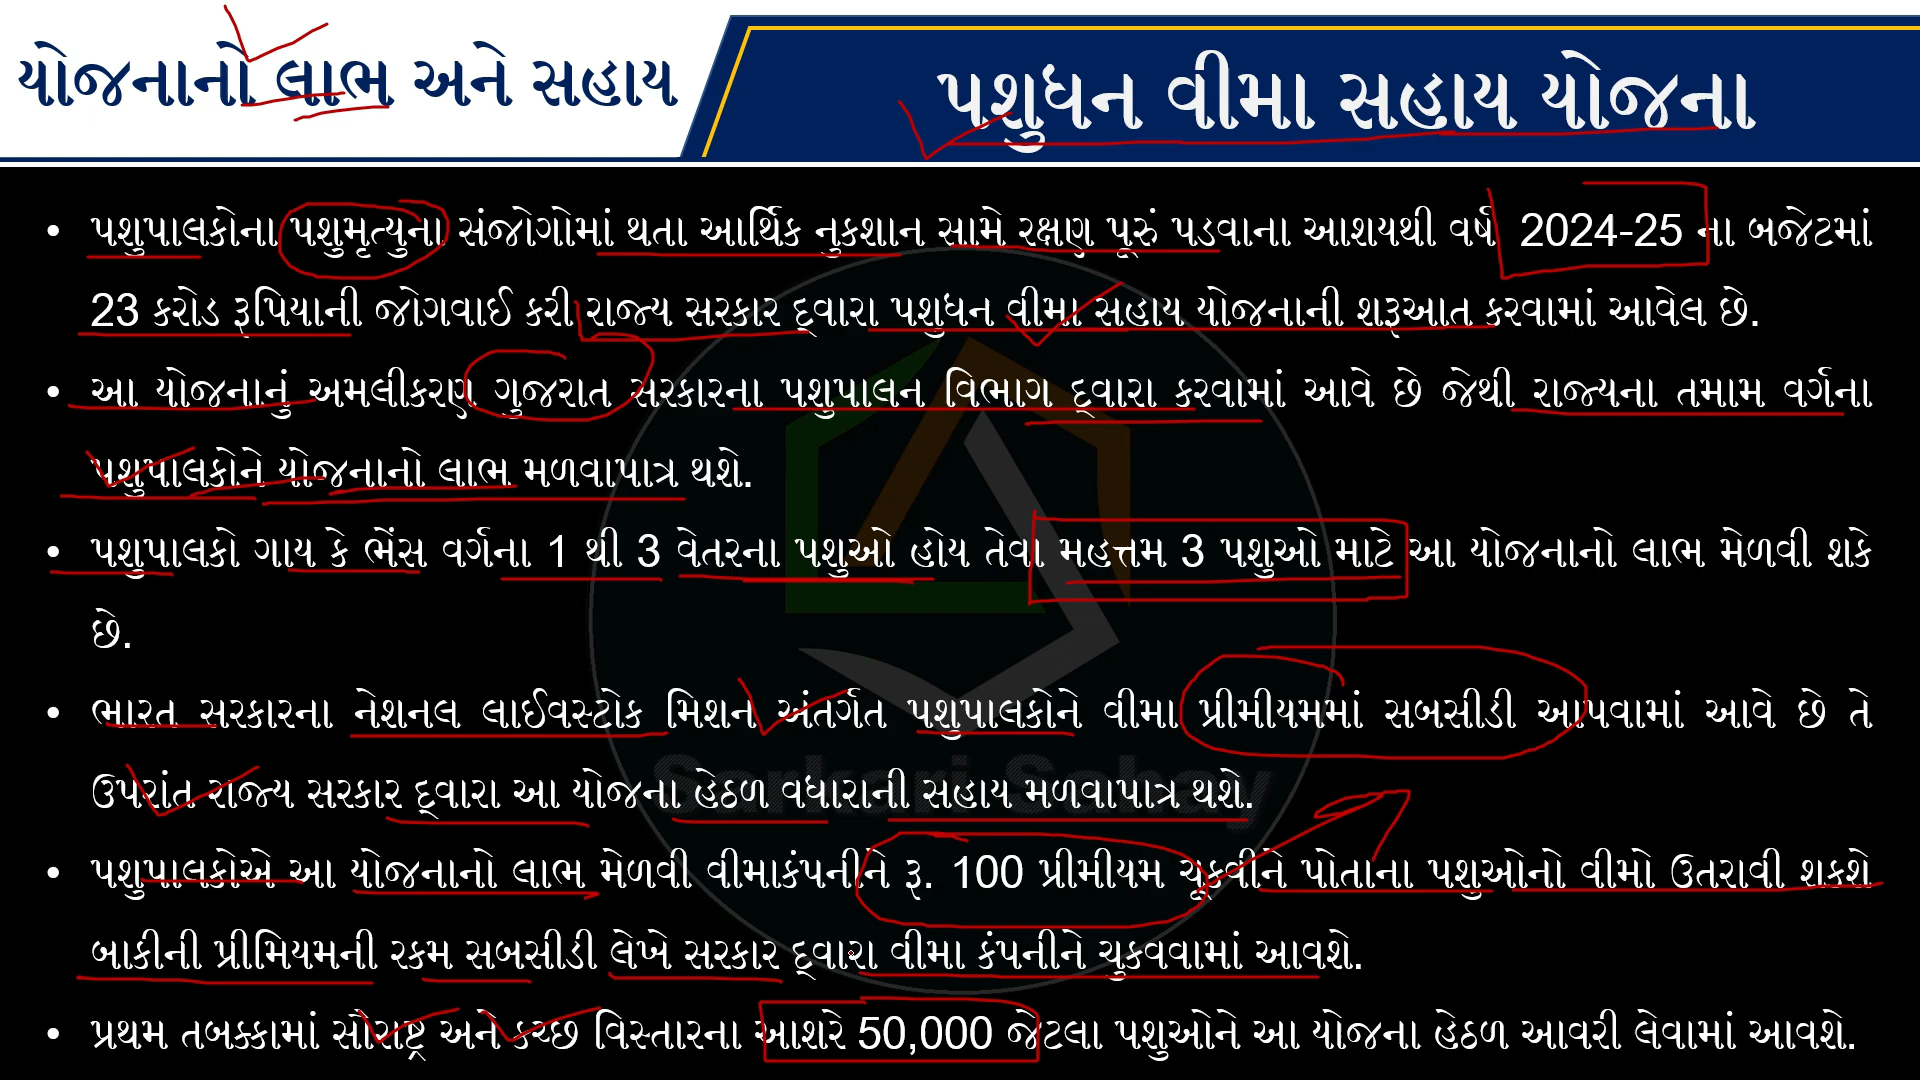 યોજનાનો લાભ અને સહાય
પશુધન વીમા સહાય યોજના
• પશુપાલકોના પશુમૃત્યુના સંજોગોમાં થતા આર્થિક નુકશાન સામે રક્ષણ પૂરું પડવાના આશયથી વર્ષ 2024-25 ના બજેટમાં
23 કરોડ રૂપિયાની જોગવાઈ કરી રાજ્ય સરકાર દ્વારા પશુધન વીમા સહાય યોજનાની શરૂઆત કરવામાં આવેલ છે.
• આ યોજનાનું અમલીકરણ ગુજરાત સરકારના પશુપાલન વિભાગ દ્વારા કરવામાં આવે છે જેથી રાજ્યના તમામ વર્ગના
પશુપાલકોને યોજનાનો લાભ મળવાપાત્ર થશે.
• પશુપાલકો ગાય કે ભેંસ વર્ગના 1 થી 3 વેતરના પશુઓ હોય તેવા મહત્તમ 3 પશુઓ માટે આ યોજનાનો લાભ મેળવી શકે
છે.
• ભારત સરકારના નેશનલ લાઈવસ્ટોક મિશન અંતર્ગત પશુપાલકોને વીમા પ્રીમીયમમાં સબસીડી આપવામાં આવે છે તે
ઉપરાંત રાજ્ય સરકાર દ્વારા આ યોજના હેઠળ વધારાની સહાય મળવાપાત્ર થશે.
• પશુપાલકોએ આ યોજનાનો લાભ મેળવી વીમાકંપનીને રૂ. 100 પ્રીમીયમ ચૂકવીને પોતાના પશુઓનો વીમો ઉતરાવી શકશે
બાકીની પ્રીમિયમની રકમ સબસીડી લેખે સરકાર દ્વારા વીમા કંપનીને ચુકવવામાં આવશે.
• પ્રથમ તબક્કામાં સૌરાષ્ટ્ર અને કચ્છ વિસ્તારના આશરે 50,000 જેટલા પશુઓને આ યોજના હેઠળ આવરી લેવામાં આવશે.
Sarkari Sahay